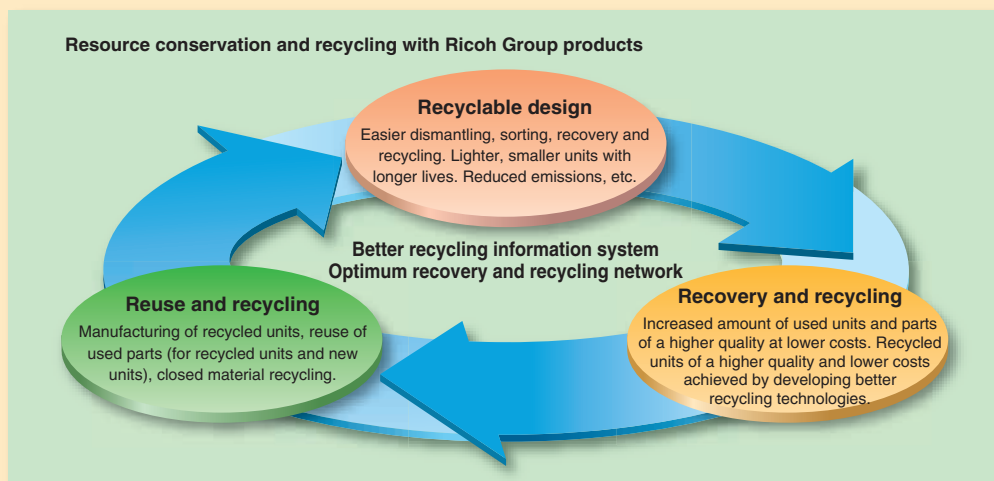 Resource conservation and recycling with Ricoh Group products
Recyclable design
Easier dismantling, sorting, recovery and
recycling. Lighter, smaller units with
longer lives. Reduced emissions, etc.
Better recycling information system
Optimum recovery and recycling network
Reuse and recycling
Manufacturing of recycled units, reuse of
used parts (for recycled units and new
units), closed material recycling.
Recovery and recycling
Increased amount of used units and parts
of a higher quality at lower costs. Recycled
units of a higher quality and lower costs
achieved by developing better
recycling technologies.